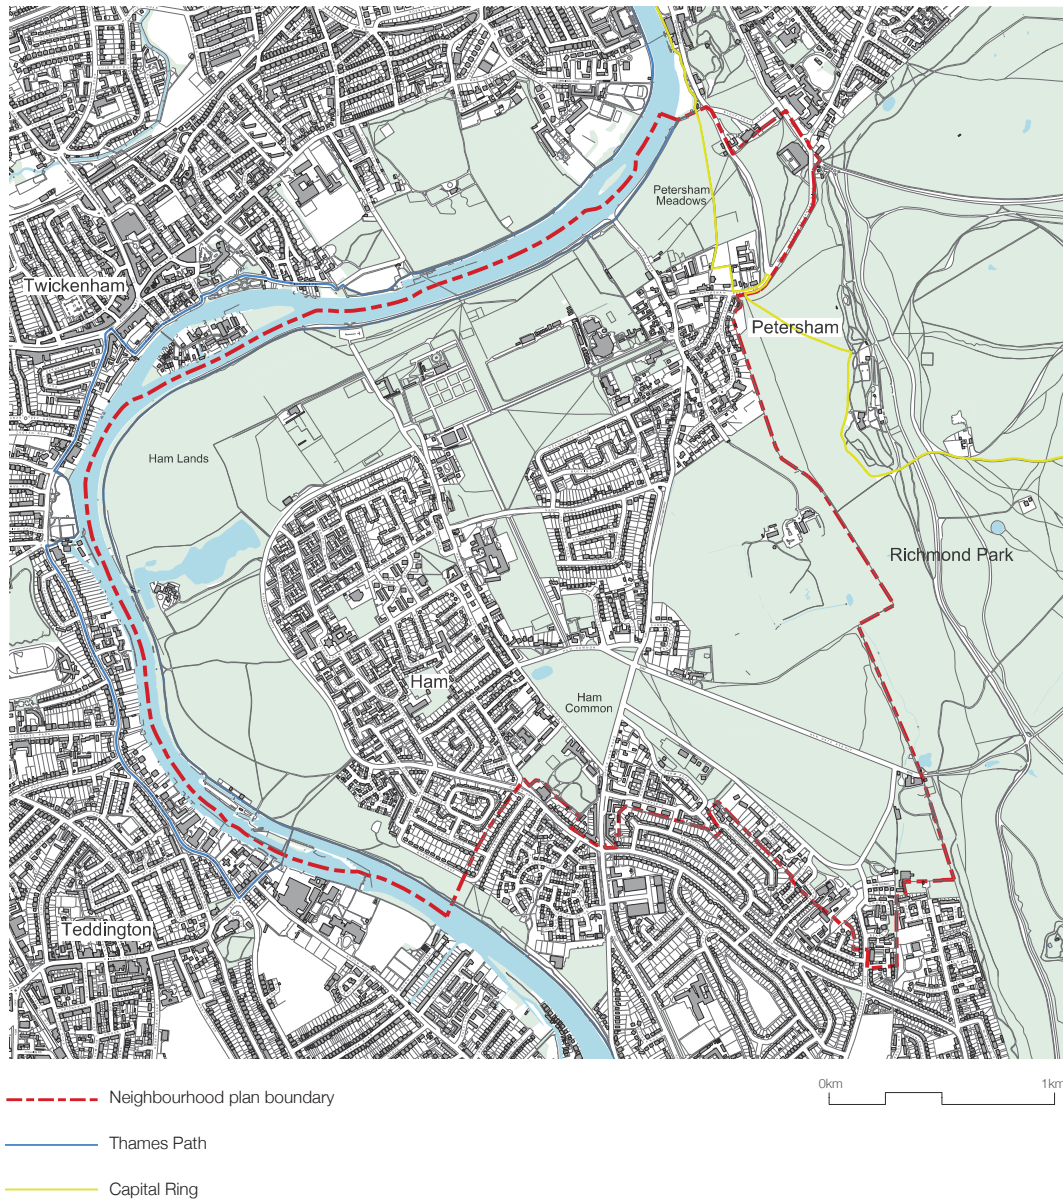 Petersham
Meadows
Twickenham
Petersham
Ham Lands
Richmond Park
Ham
Ham
Common
Teddington
0km
1km
Neighbourhood plan boundary
Thames Path
Capital Ring